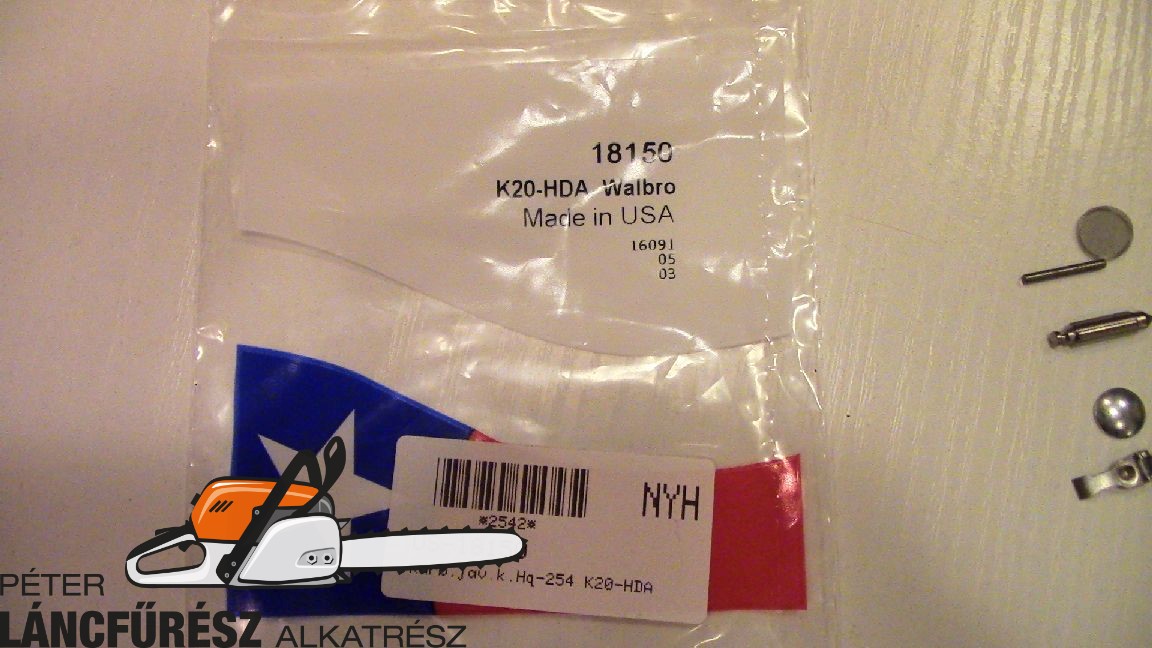 18150
K20-HDA Walbro
Made in USA
16091
05
03
NYH
*2542*
jav.k.Hq-254 K20-HDA
PÉTER
LÁNCFŰRÉSZ ALKATRÉSZ